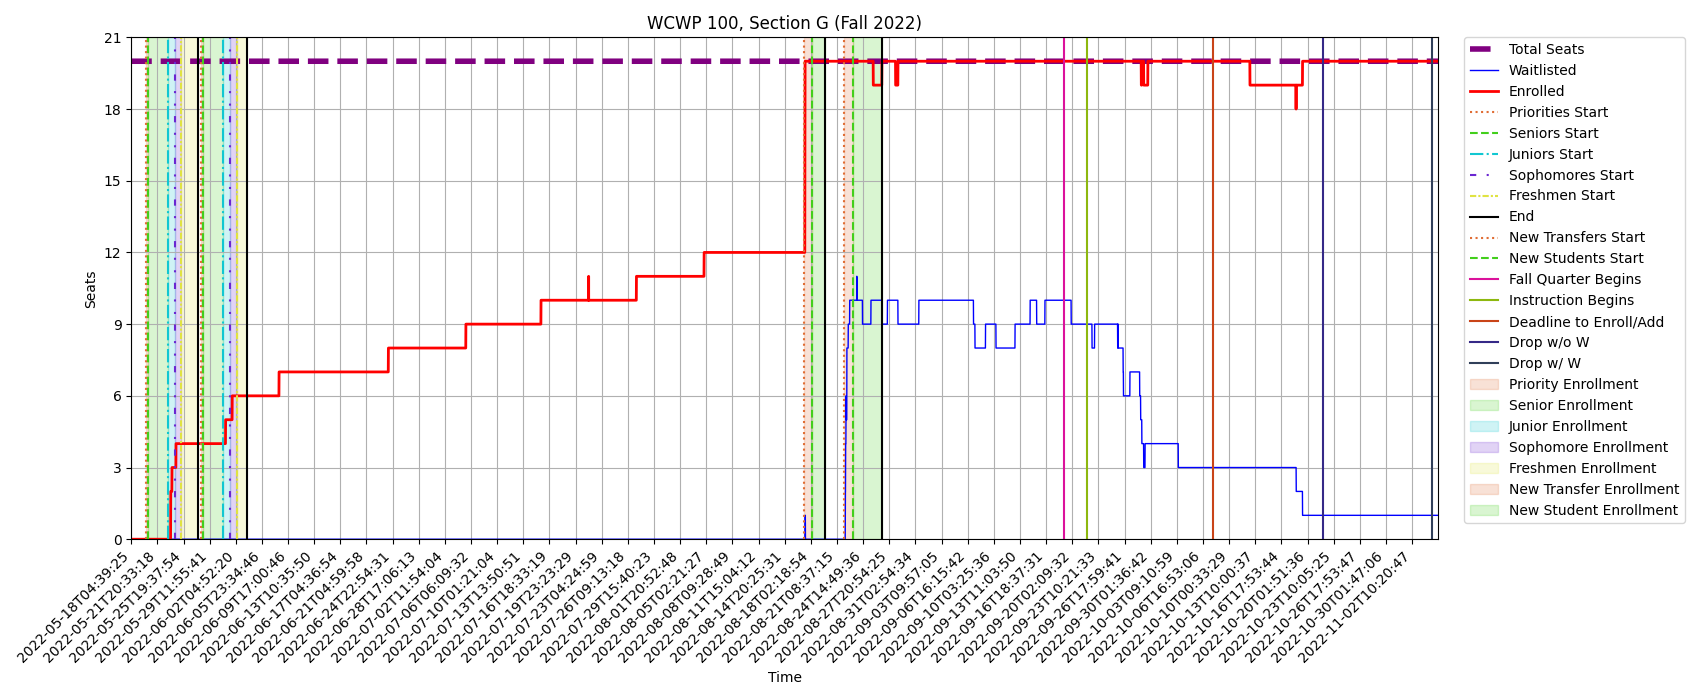 WCWP 100, Section G (Fall 2022)
21
18
15
12
9
6
3
0
Seats
2022-05-18T04:39:25
2022-05-21T20:33:18
2022-05-25T19:37:54
2022-05-29T11:55:41
2022-06-02T04:52:20
2022-06-05T23:34:46
2022-06-09T17:00:46
2022-06-13T10:35:50
2022-06-17T04:36:54
2022-06-21T04:59:58
2022-06-24T22:54:31
2022-06-28T17:06:13
2022-07-02T11:54:04
2022-07-06T06:09:32
2022-07-10T01:21:04
2022-07-13T13:50:51
2022-07-16T18:33:19
2022-07-19T23:23:29
2022-07-23T04:24:59
2022-07-26T09:13:18
2022-07-29T15:40:23
2022-08-01T20:52:48
2022-08-05T02:21:27
2022-08-08T09:28:49
2022-08-11T15:04:12
2022-08-14T20:25:31
2022-08-18T02:18:54
2022-08-21T08:37:15
2022-08-24T14:49:36
2022-08-27T20:54:25
2022-08-31T02:54:34
2022-09-03T09:57:05
2022-09-06T16:15:42
2022-09-10T03:25:36
2022-09-13T11:03:50
2022-09-16T18:37:31
2022-09-20T02:09:32
2022-09-23T10:21:33
2022-09-26T17:59:41
2022-09-30T01:36:42
2022-10-03T09:10:59
2022-10-06T16:53:06
2022-10-10T00:33:29
2022-10-13T10:00:37
2022-10-16T17:53:44
2022-10-20T01:51:36
2022-10-23T10:05:25
2022-10-26T17:53:47
2022-10-30T01:47:06
2022-11-02T10:20:47
Time
Total Seats
Waitlisted
Enrolled
Priorities Start
Seniors Start
Juniors Start
Sophomores Start
Freshmen Start
End
New Transfers Start
New Students Start
Fall Quarter Begins
Instruction Begins
Deadline to Enroll/Add
Drop w/o W
Drop w/ W
Priority Enrollment
Senior Enrollment
Junior Enrollment
Sophomore Enrollment
Freshmen Enrollment
New Transfer Enrollment
New Student Enrollment